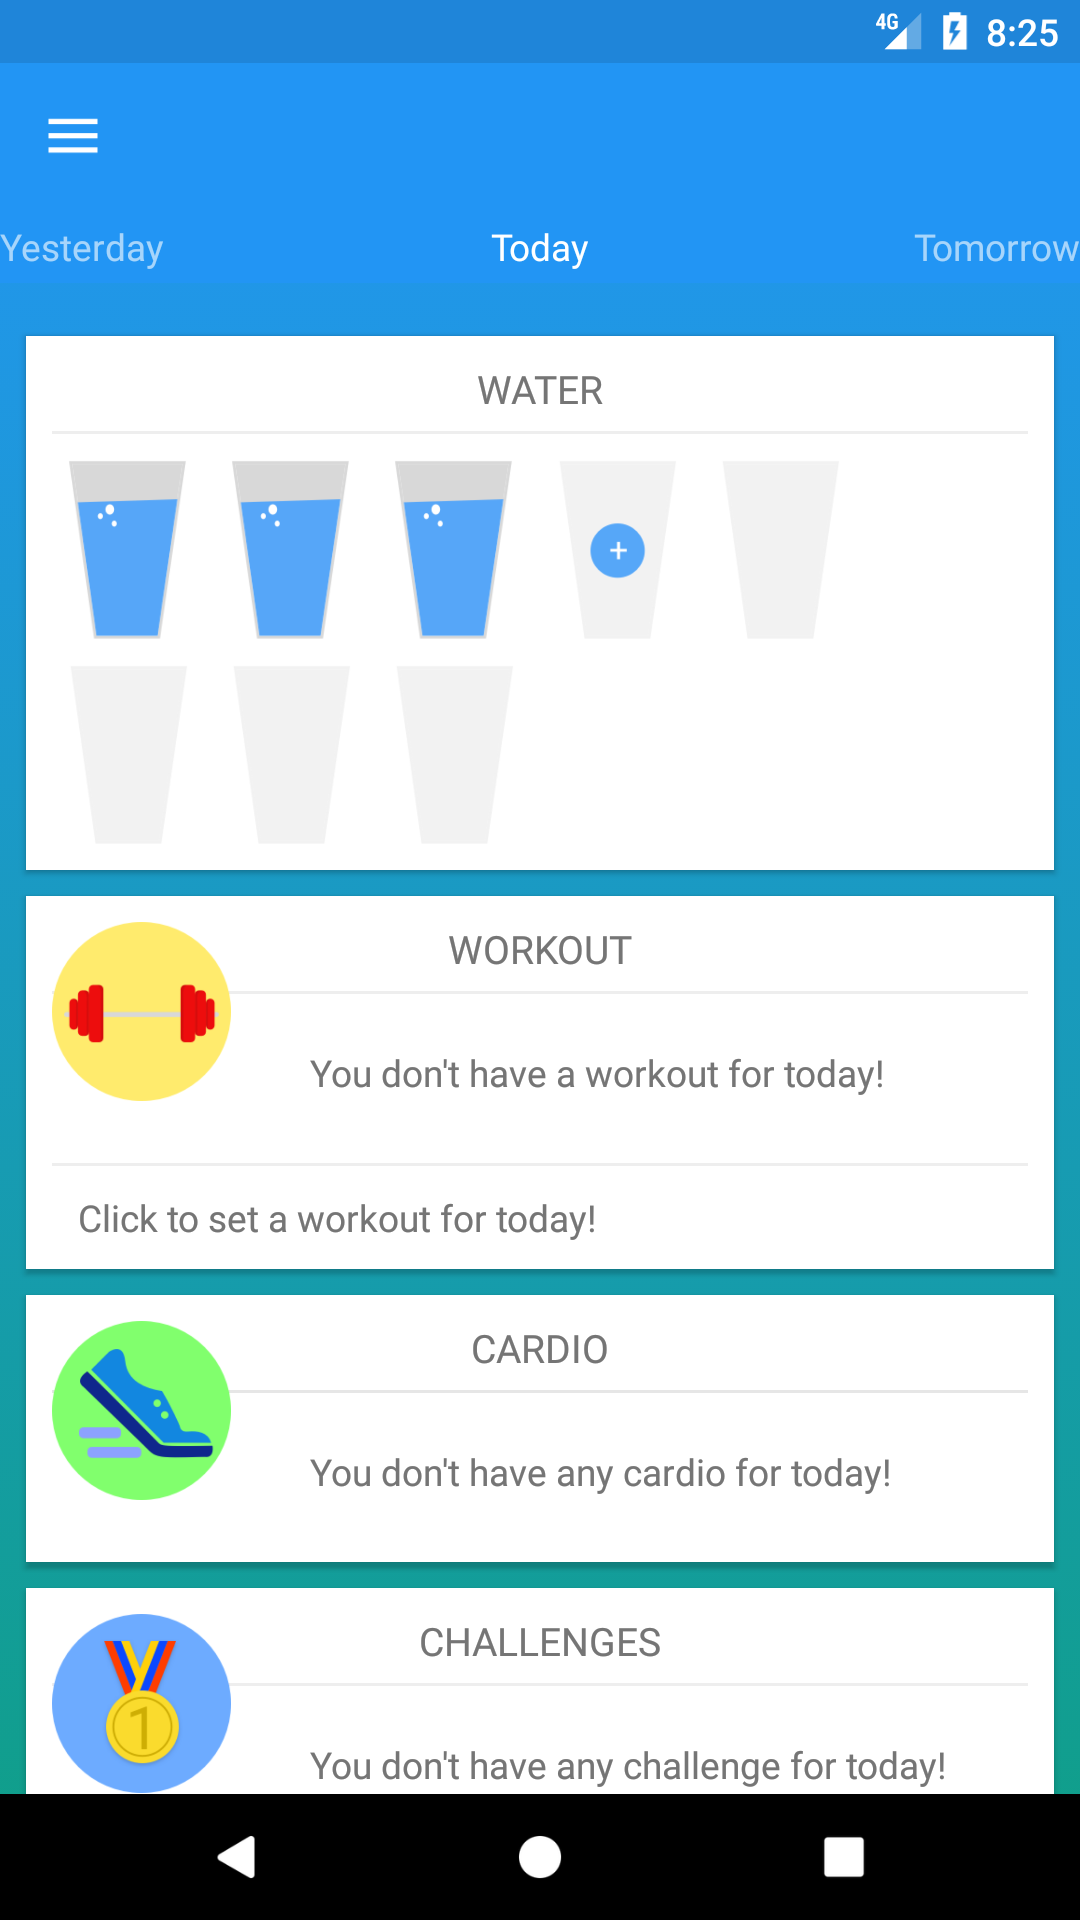 4G 8:25
Yesterday Today Tomorrow
WATER
+
WORKOUT
You don't have a workout for today!
Click to set a workout for today!
CARDIO
You don't have any cardio for today!
CHALLENGES
1
You don't have any challenge for today!